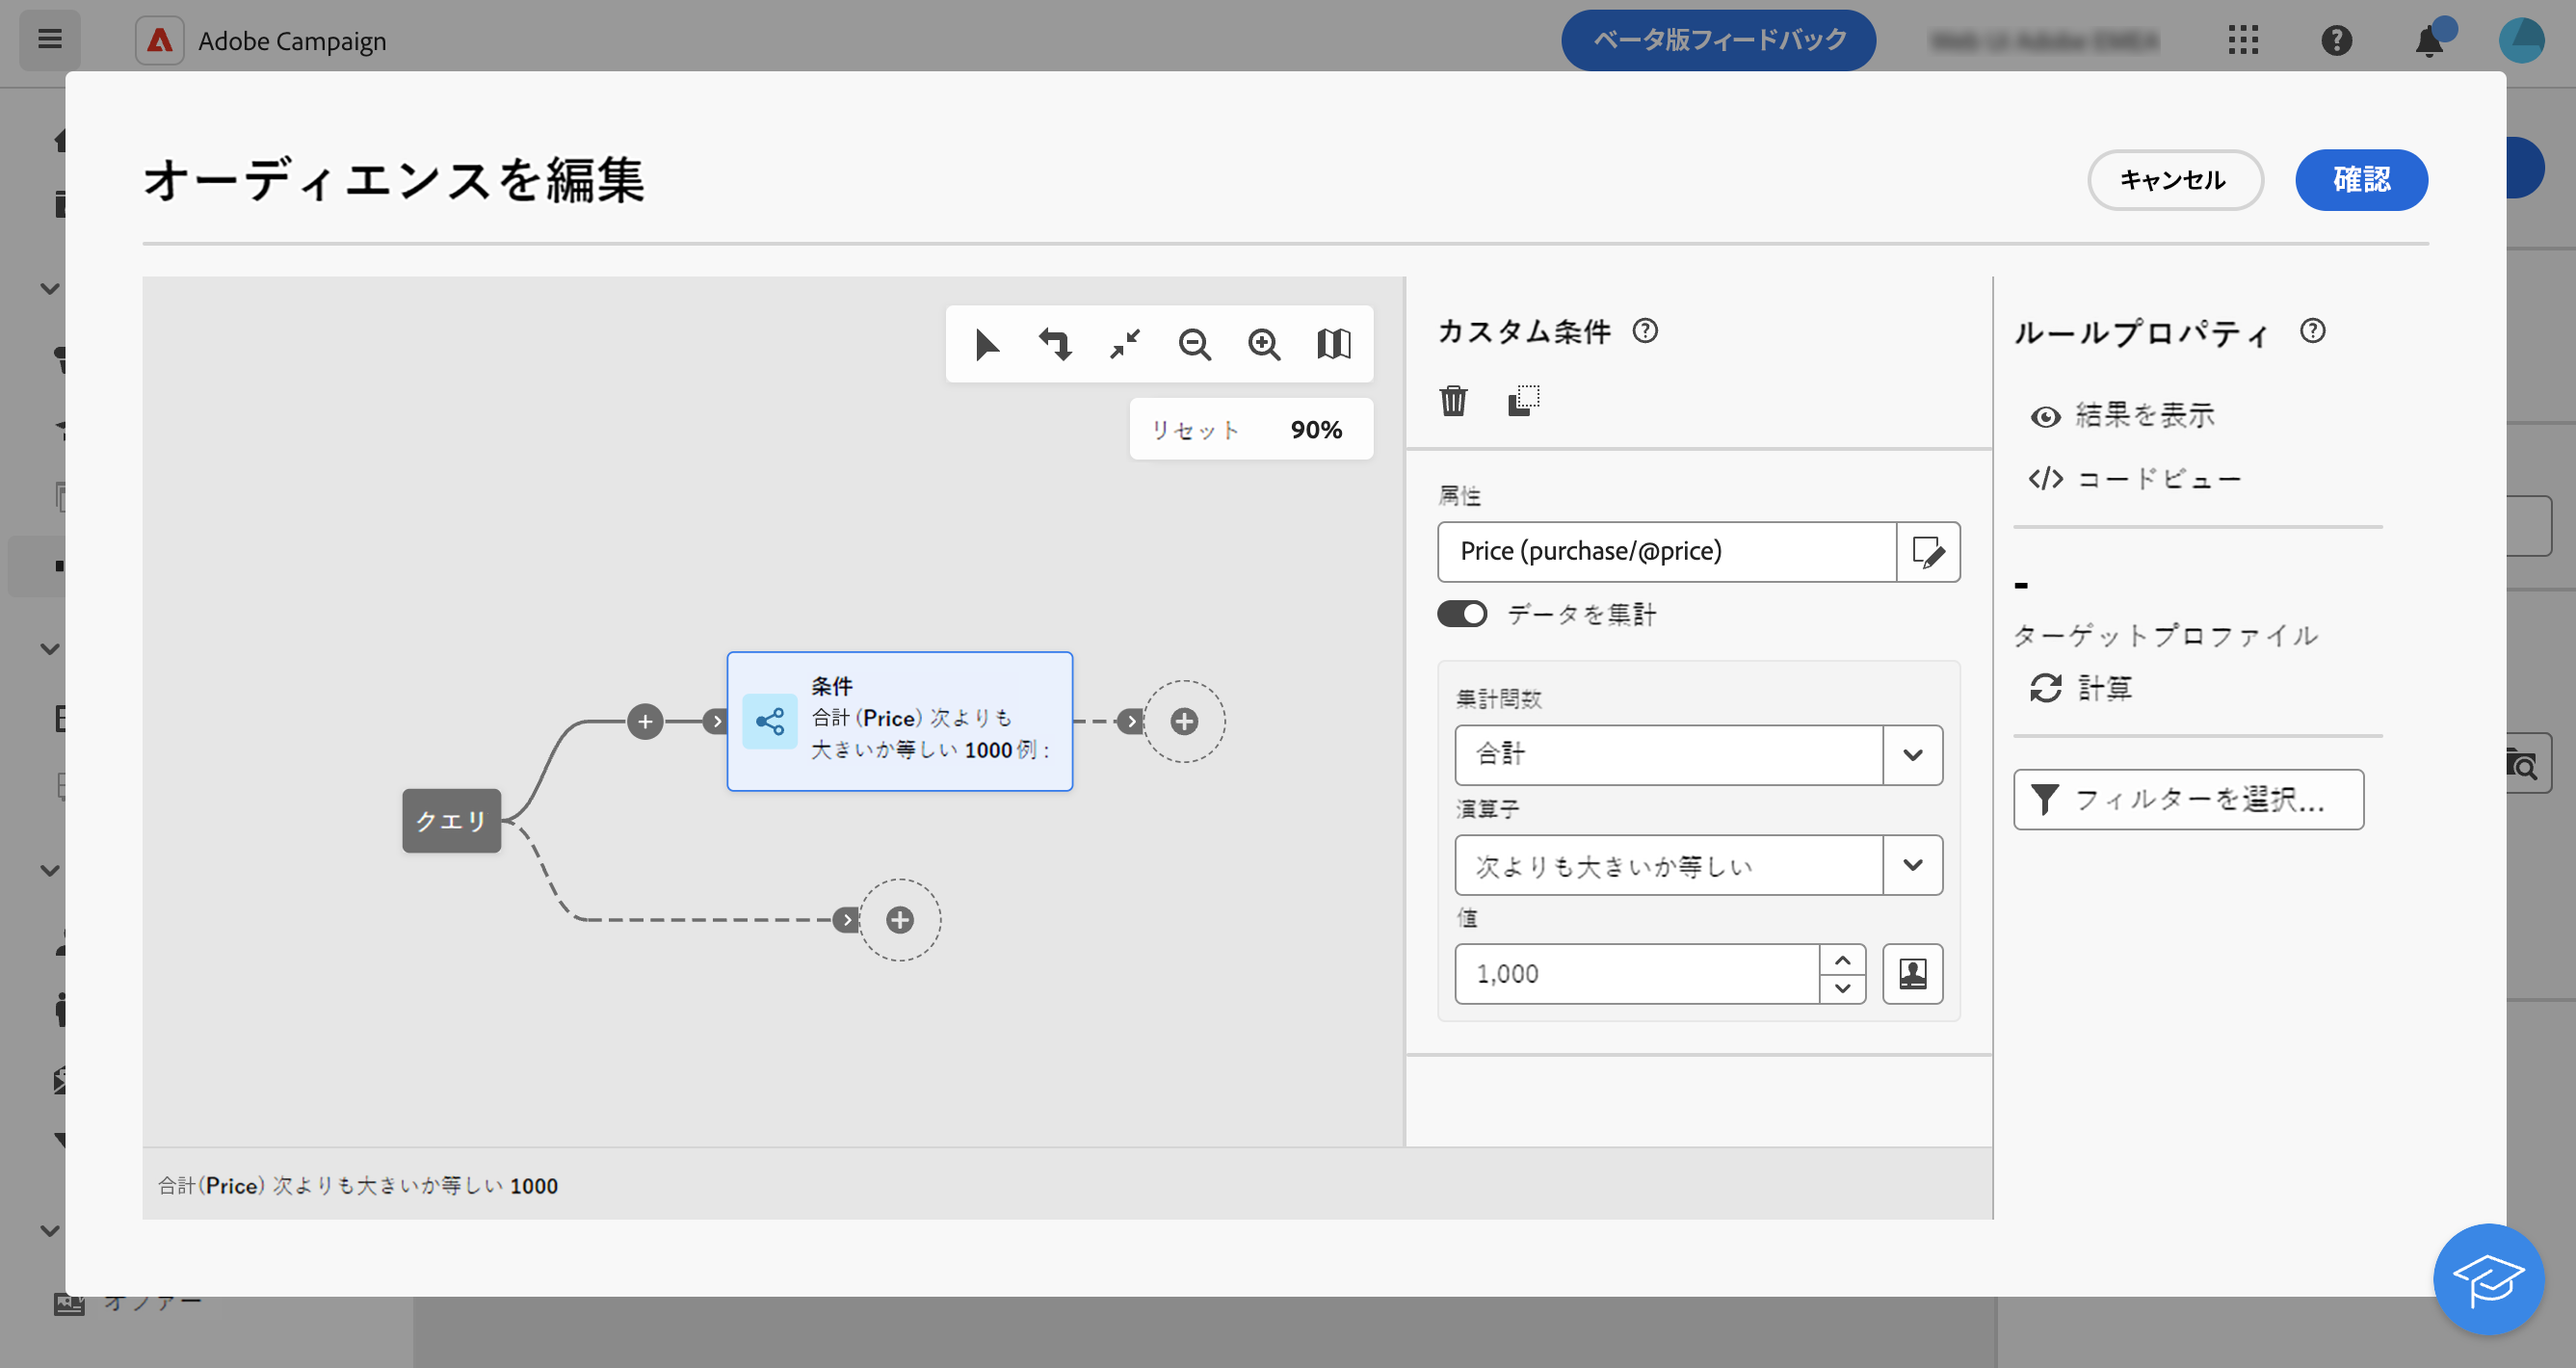 Adobe Campaign
ベータ版フィードバック
オーディエンスを編集
キャンセル
確認
リセット 90%
クエリ
条件
合計 (Price) 次よりも
大きいか等しい 1000 例 :
合計(Price) 次よりも大きいか等しい 1000
カスタム条件
属性
Price (purchase/@price)
データを集計
集計関数
合計
演算子
次よりも大きいか等しい
値
1,000
ルールプロパティ
結果を表示
コードビュー
-
ターゲットプロファイル
計算
フィルターを選択...
オファー